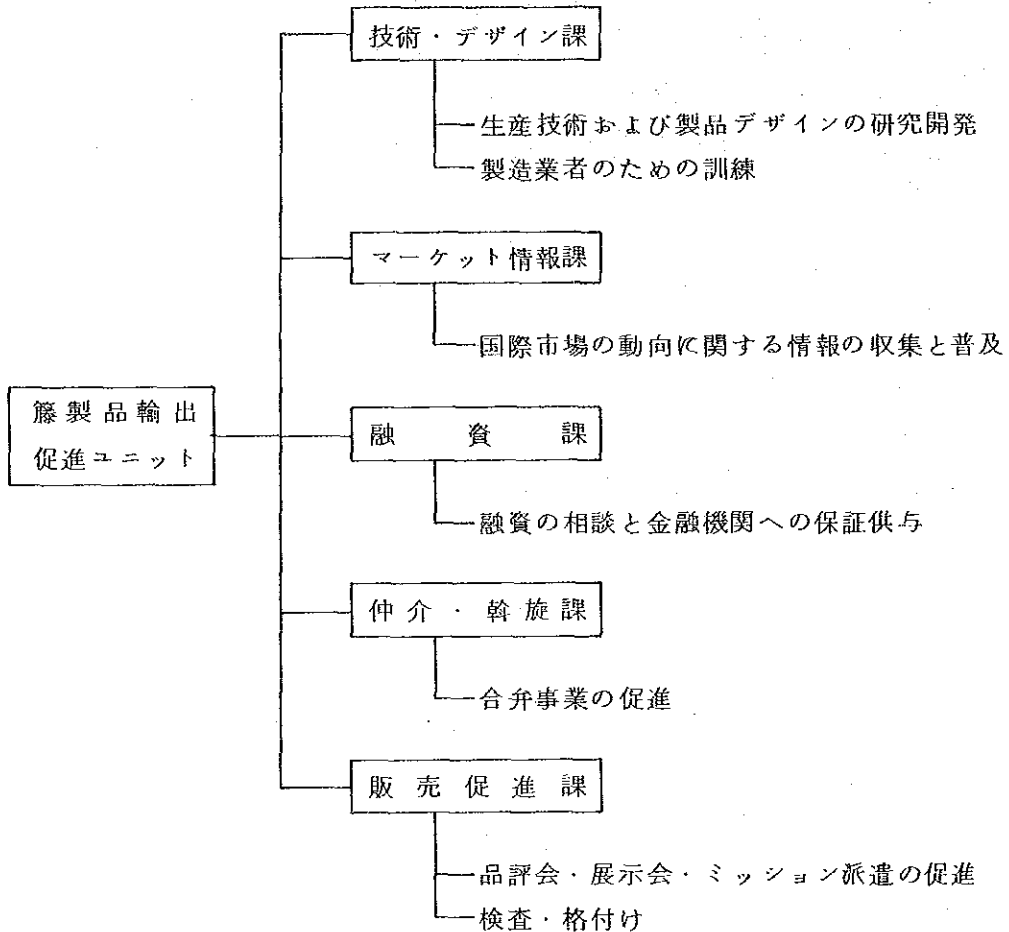 技術・デザイン課
生産技術および製品デザインの研究開発
製造業者のための訓練
マーケット情報課
国際市場の動向に関する情報の収集と普及
籐製品輸出
促進ユニット
融資課
融資の相談と金融機関への保証供与
仲介・斡旋課
合弁事業の促進
販売促進課
品評会・展示会・ミッション派遣の促進
検査・格付け